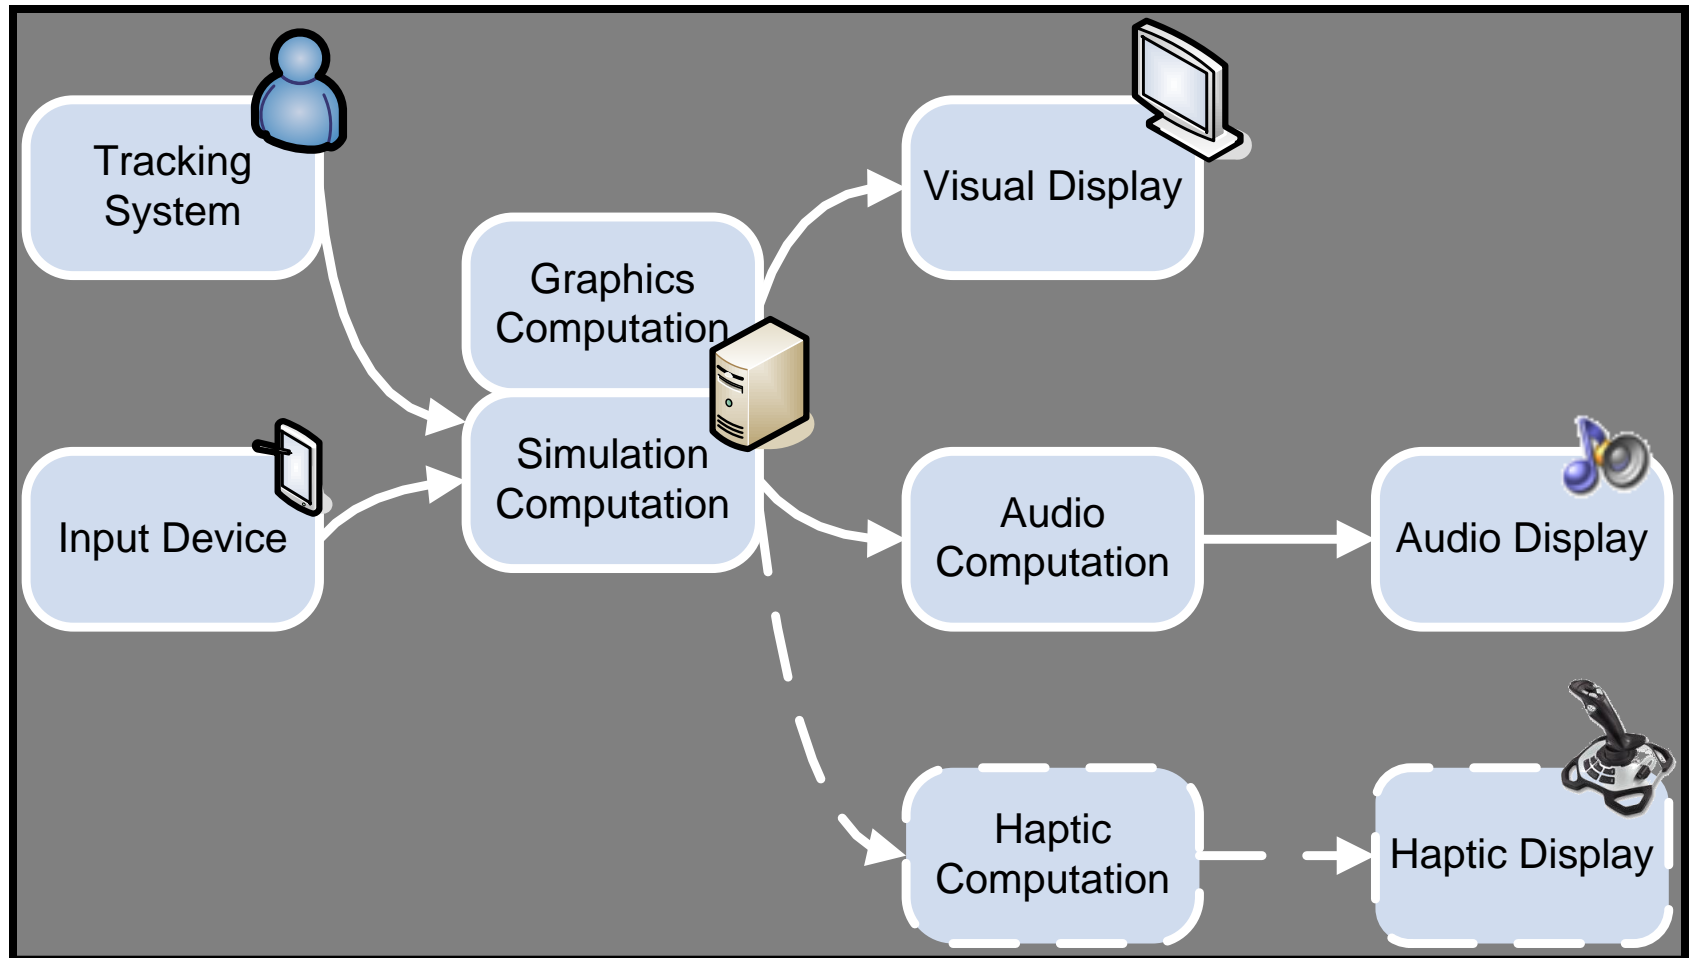 Tracking
System
Visual Display
Graphics
Computation
Simulation
Computation
Input Device
Audio
Computation
Audio Display
Haptic
Computation
Haptic Display